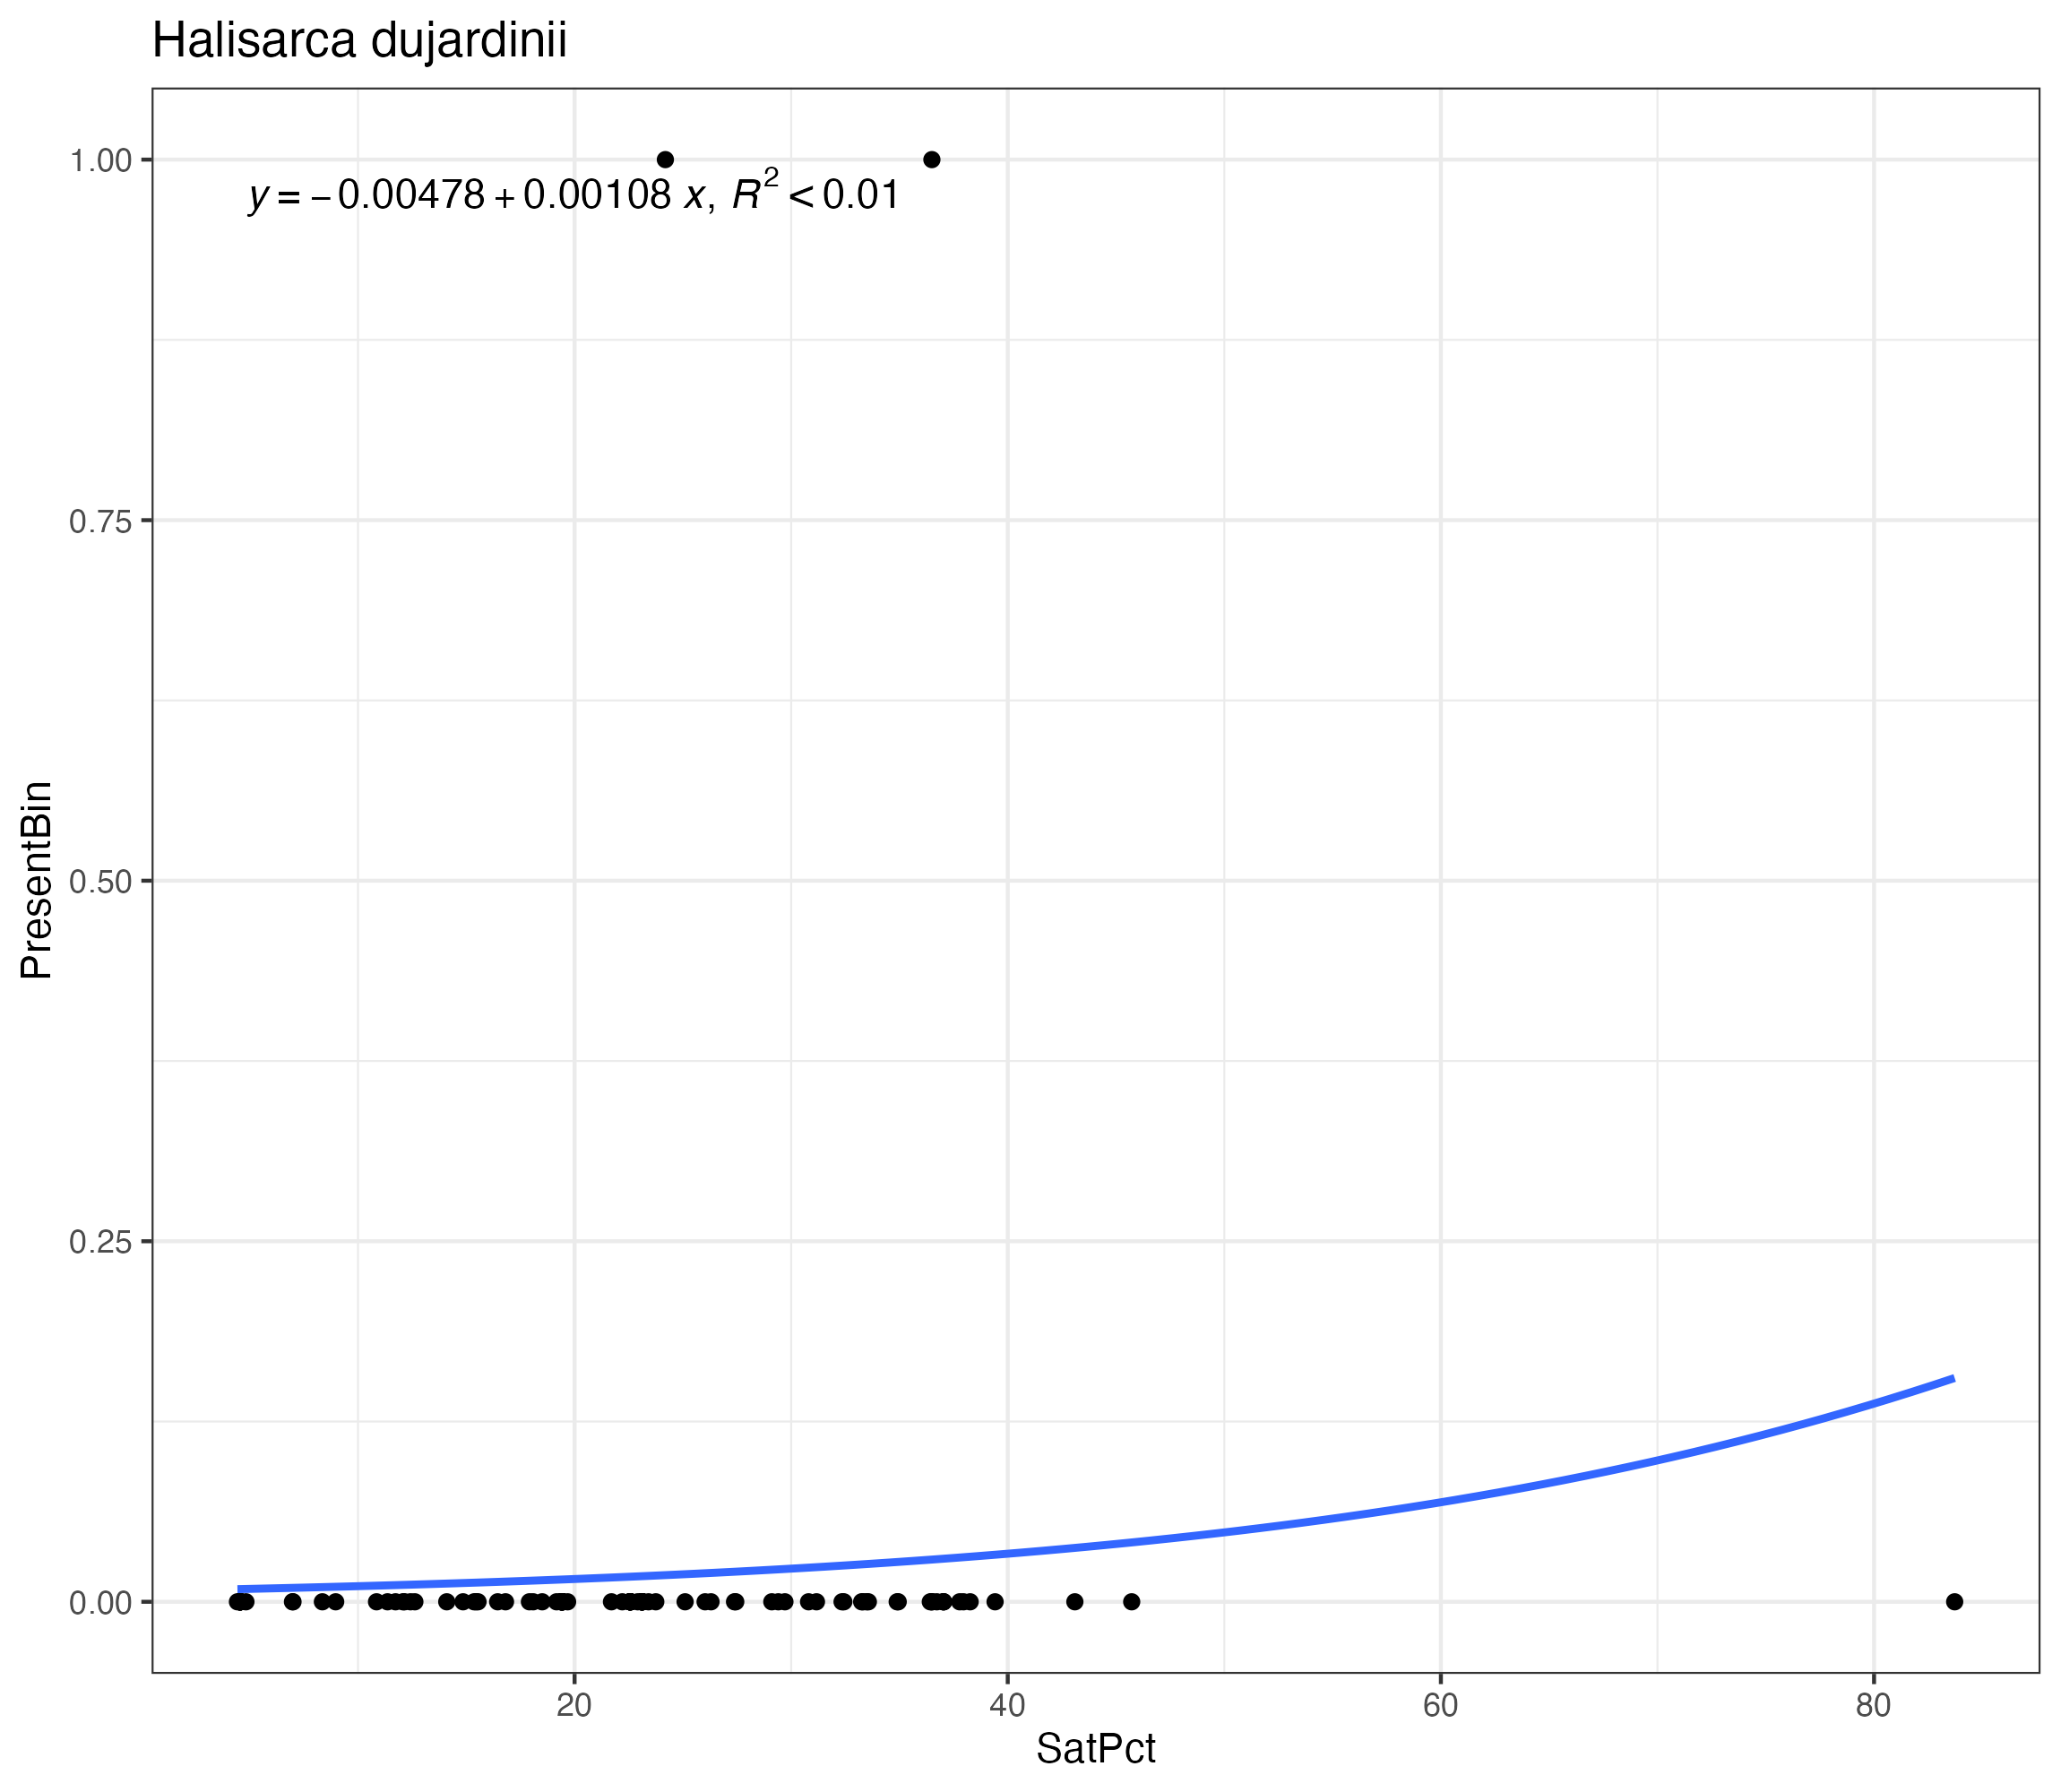 Halisarca dujardinii
1.00
y = −0.00478 + 0.00108 x, R² < 0.01
0.75
0.50
0.25
0.00
PresentBin
20 40 60 80
SatPct